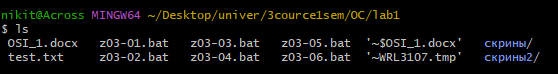 nikit@Across MINGW64 ~/Desktop/univer/3cource1sem/OC/lab1
$ ls
OSI_1.docx z03-01.bat z03-03.bat z03-05.bat '~$OSI_1.docx' скрины/
test.txt z03-02.bat z03-04.bat z03-06.bat '~WRL3107.tmp' скрины2/